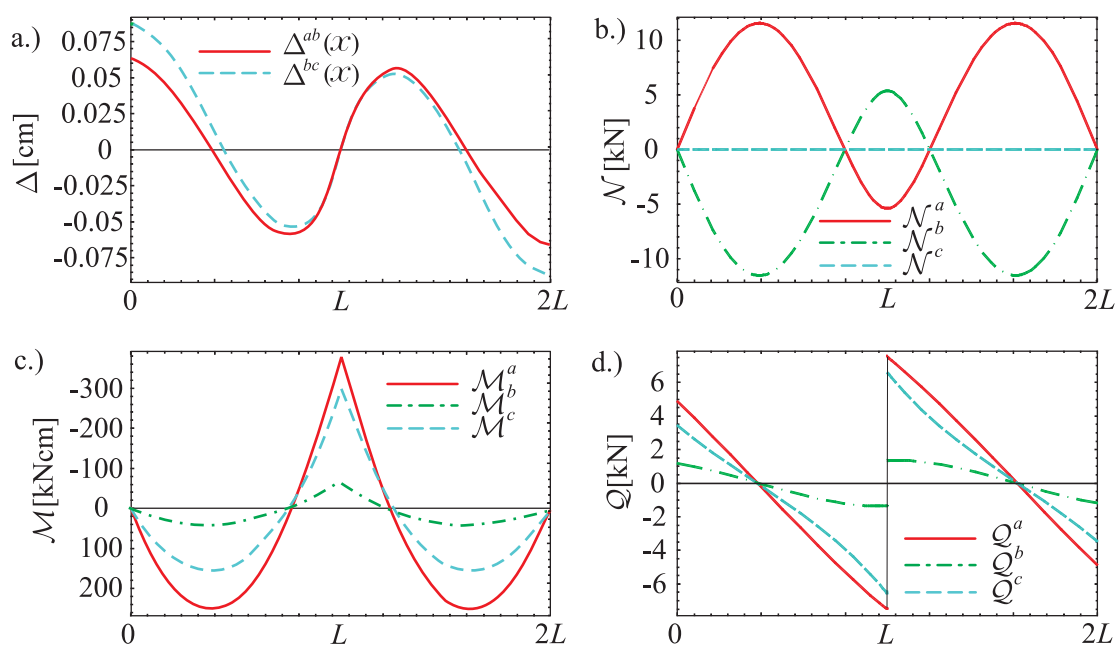 a.)
0.075
0.05
0.025
0
-0.025
-0.05
-0.075
Δ[cm]
Δ^{ab}(x)
Δ^{bc}(x)
0 L 2L
b.)
10
5
0
-5
-10
𝒩[kN]
𝒩^a
𝒩^b
𝒩^c
0 L 2L
c.)
-300
-200
-100
0
100
200
ℳ[kNcm]
ℳ^a
ℳ^b
ℳ^c
0 L 2L
d.)
6
4
2
0
-2
-4
-6
𝒬[kN]
𝒬^a
𝒬^b
𝒬^c
0 L 2L